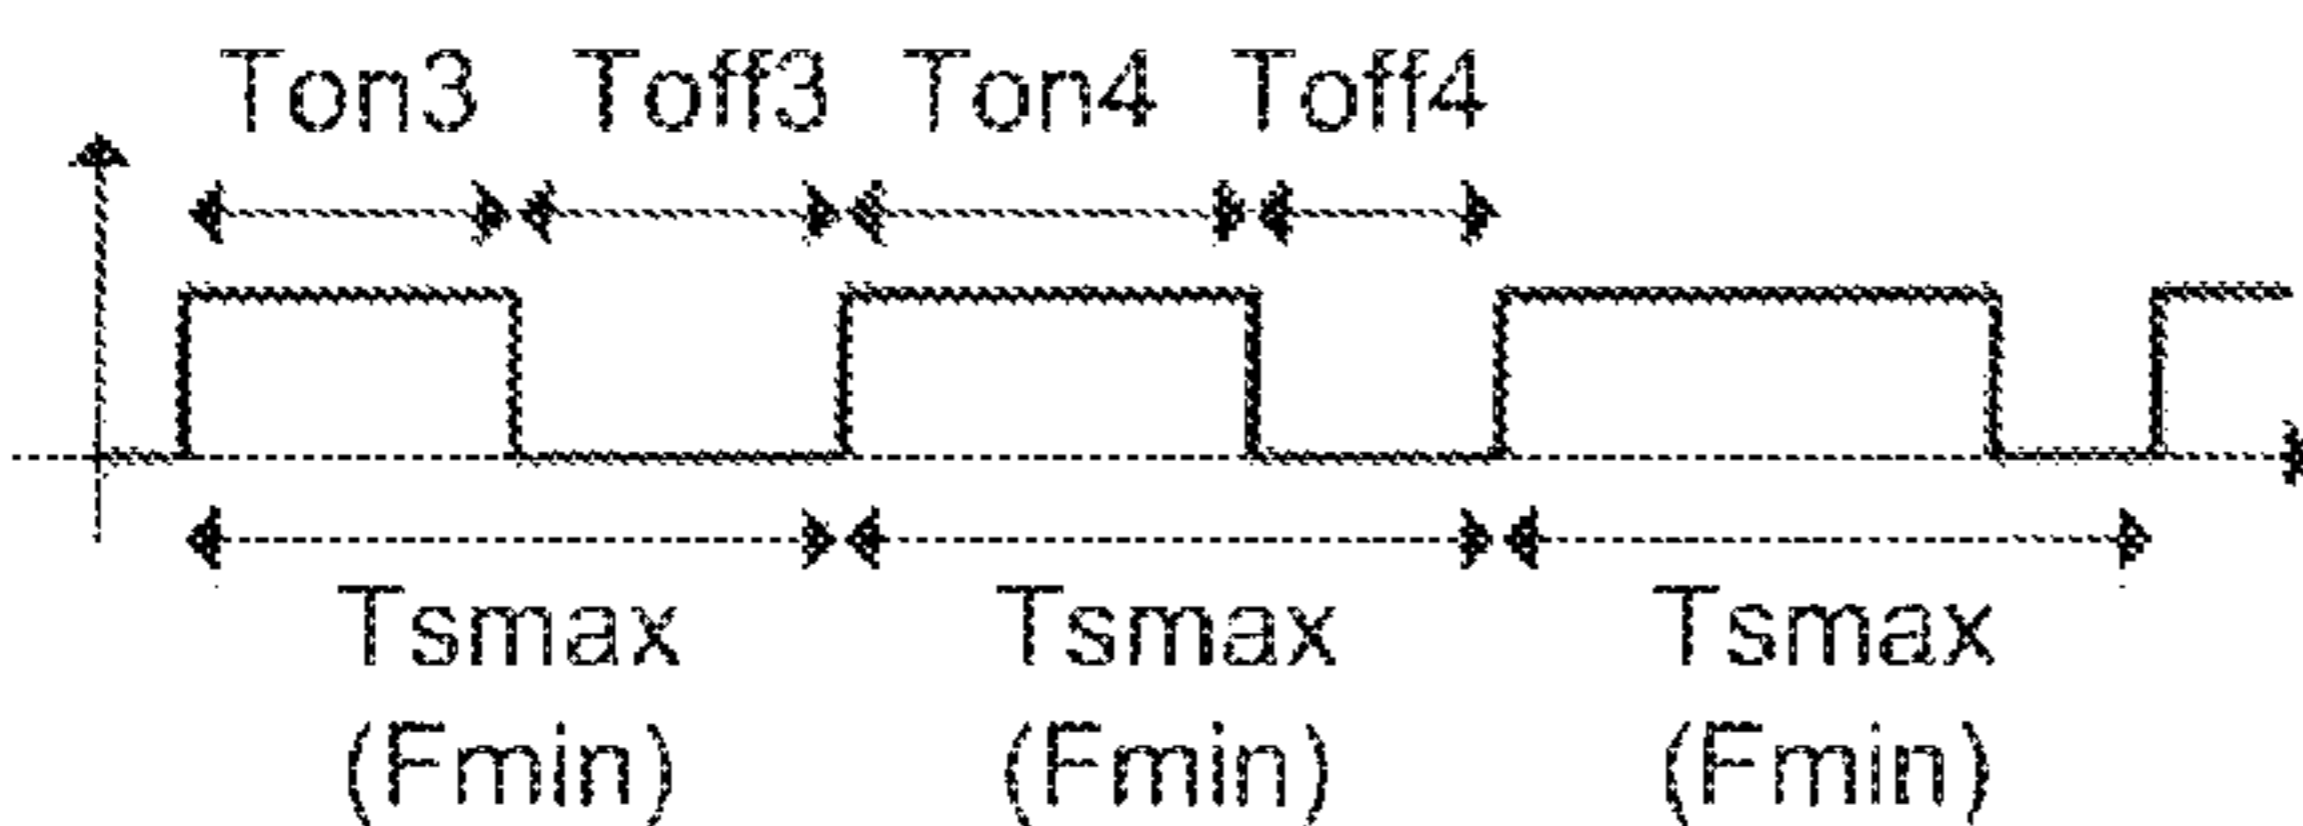 Ton3 Toff3 Ton4 Toff4
Tsmax Tsmax Tsmax
(Fmin) (Fmin) (Fmin)